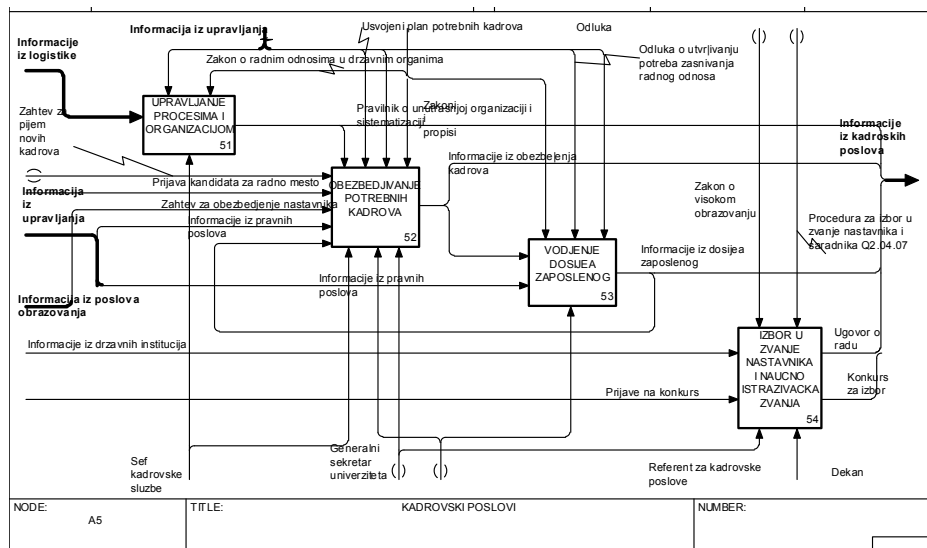 Informacija iz upravljanja
Usvojeni plan potrebnih kadrova
Odluka
Informacije
iz logistike
Zakon o radnim odnosima u drzavnim organima
Odluka o utvrļivanju
potreba zasnivanja
radnog odnosa
UPRAVLJANJE
PROCESIMA I
ORGANIZACIJOM
51
Zahtev za
pijem
novih
kadrova
Pravilnik o unutrasnjoj organizaciji i
sistematizaciji
Zakoni
i
propisi
Informacije
iz kadroskih
poslova
Informacije iz obezbeļenja
kadrova
Prijava kandidata za radno mesto
OBEZBEDJIVANJE
POTREBNIH
KADROVA
52
Informacija
iz
upravljanja
Zahtev za obezbedjenje nastavnika
Informacije iz pravnih
poslova
Zakon o
visokom
obrazovanju
Procedura za izbor u
zvanje nastavnika i
saradnika Q2.04.07
VODJENJE
DOSIJEA
ZAPOSLENOG
53
Informacije iz dosijea
zaposlenog
Informacije iz pravnih
poslova
Informacija iz poslova
obrazovanja
Informacije iz drzavnih institucija
IZBOR U
ZVANJE
NASTAVNIKA
I NAUCNO
ISTRAZIVACKA
ZVANJA
54
Ugovor o
radu
Konkurs
za izbor
Prijave na konkurs
Sef
kadrovske
sluzbe
Generalni
sekretar
univerziteta
Referent za kadrovske
poslove
Dekan
NODE:
A5
TITLE:
KADROVSKI POSLOVI
NUMBER: